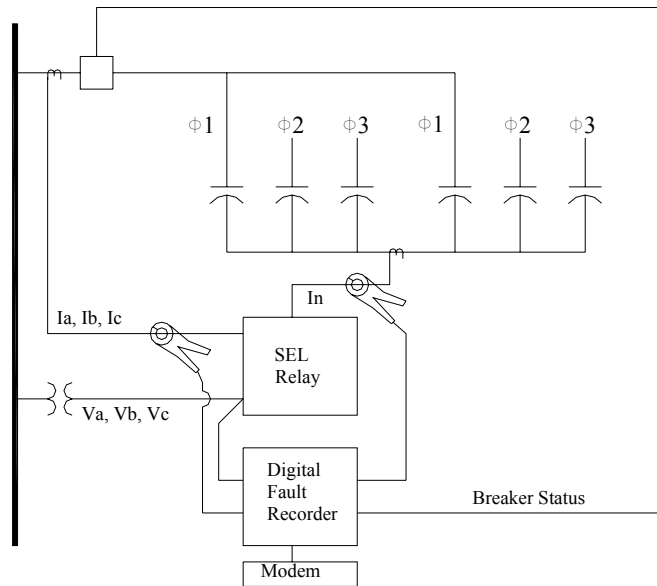 ϕ1 ϕ2 ϕ3 ϕ1 ϕ2 ϕ3
In
Ia, Ib, Ic
SEL
Relay
Va, Vb, Vc
Digital
Fault
Recorder
Breaker Status
Modem